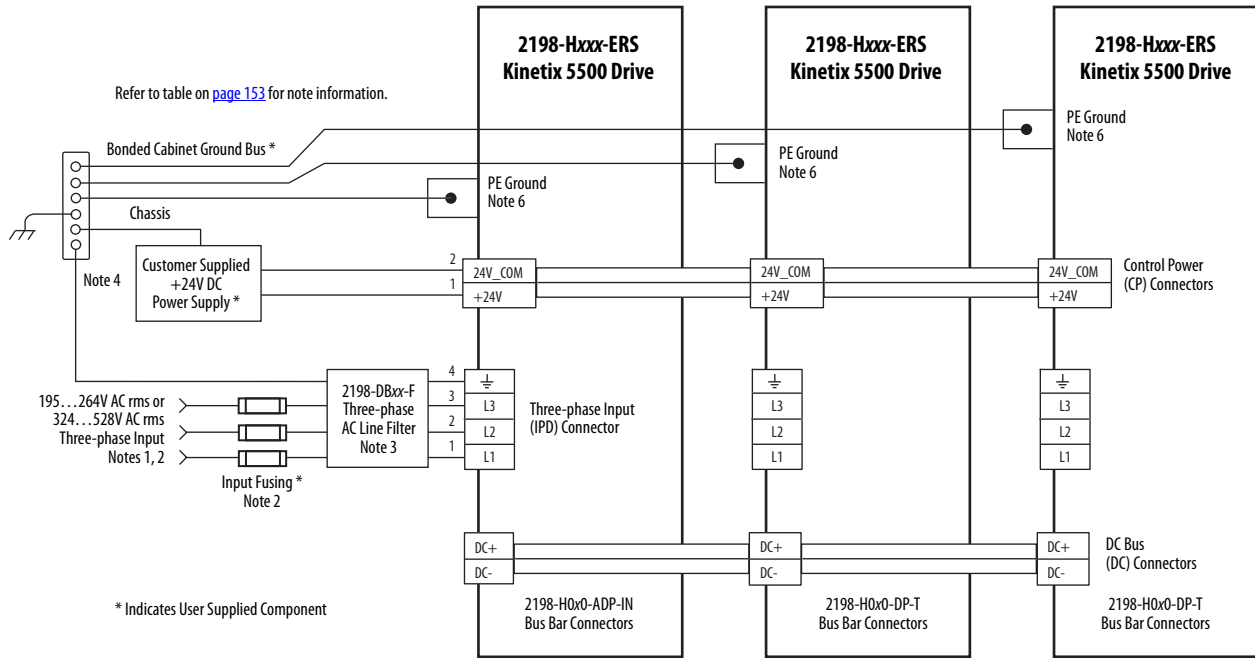 2198-Hxxx-ERS
Kinetix 5500 Drive
2198-Hxxx-ERS
Kinetix 5500 Drive
2198-Hxxx-ERS
Kinetix 5500 Drive
Refer to table on page 153 for note information.
Bonded Cabinet Ground Bus *
PE Ground
Note 6
PE Ground
Note 6
PE Ground
Note 6
Chassis
Note 4
Customer Supplied
+24V DC
Power Supply *
2
1
24V_COM
+24V
24V_COM
+24V
24V_COM
+24V
Control Power
(CP) Connectors
195...264V AC rms or
324...528V AC rms
Three-phase Input
Notes 1, 2
Input Fusing *
Note 2
2198-DBxx-F
Three-phase
AC Line Filter
Note 3
4
3
2
1
L3
L2
L1
Three-phase Input
(IPD) Connector
L3
L2
L1
L3
L2
L1
DC+
DC-
DC+
DC-
DC+
DC-
DC Bus
(DC) Connectors
2198-H0x0-ADP-IN
Bus Bar Connectors
2198-H0x0-DP-T
Bus Bar Connectors
2198-H0x0-DP-T
Bus Bar Connectors
* Indicates User Supplied Component